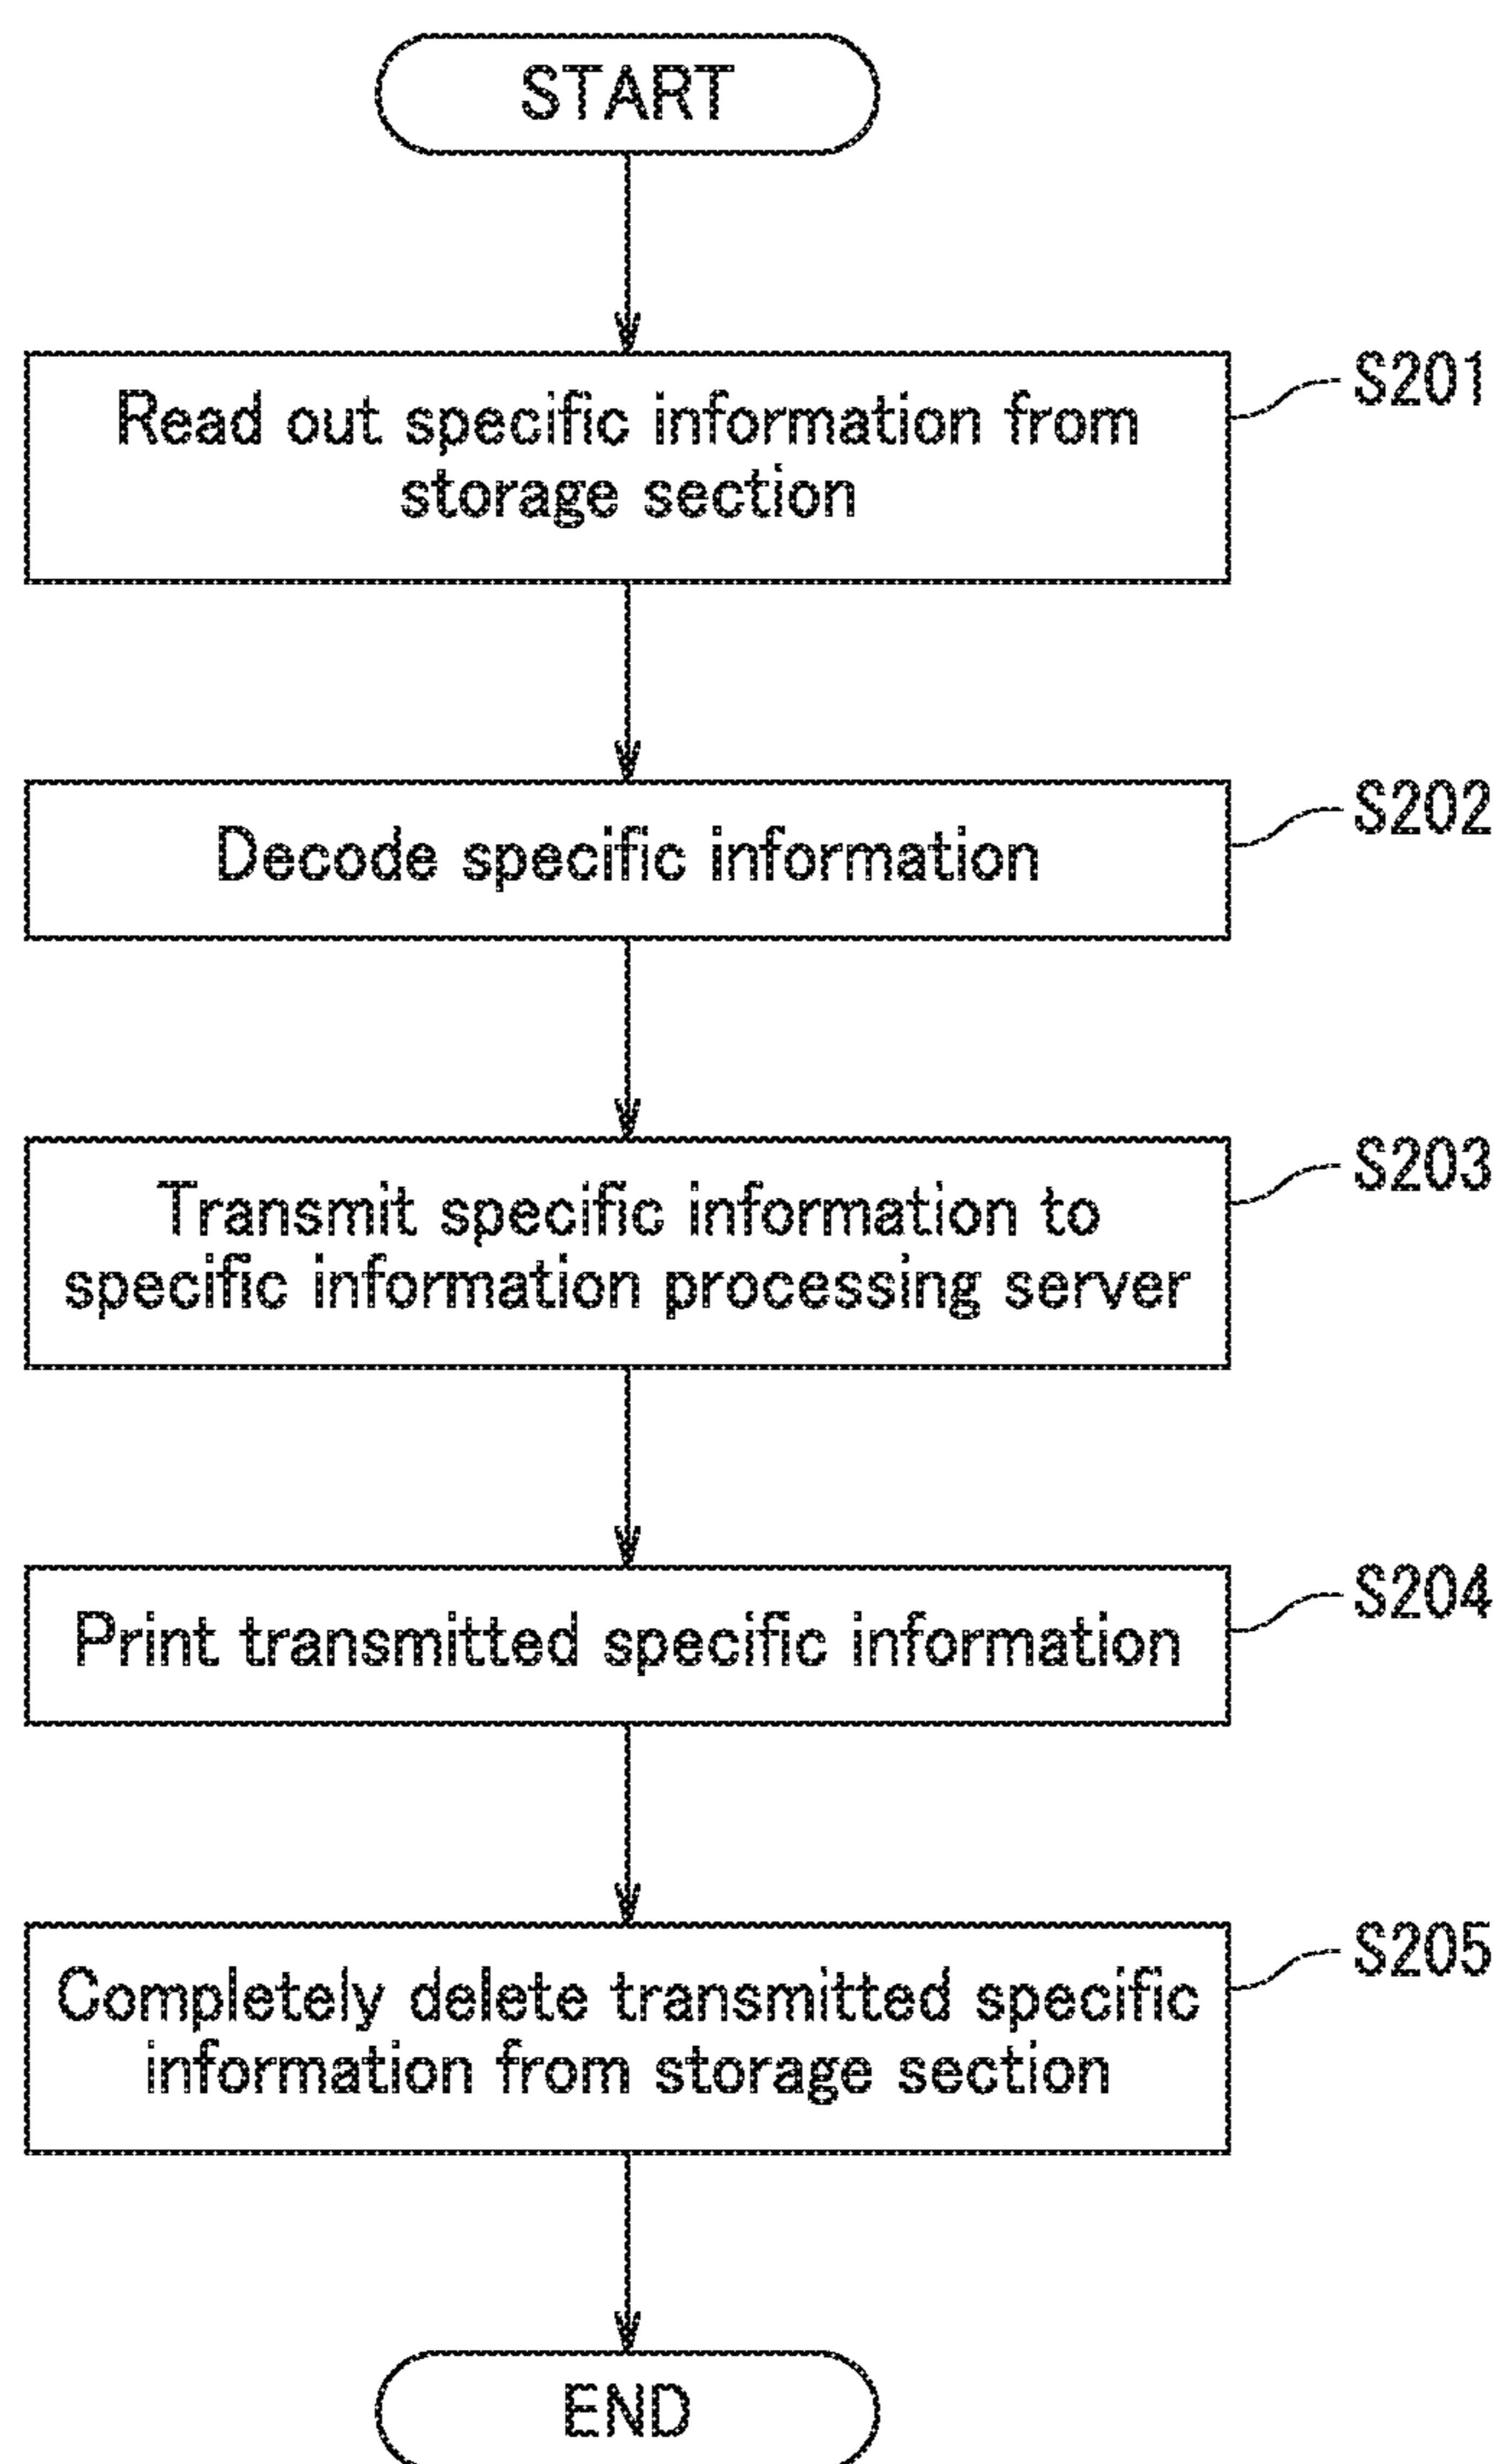 START
Read out specific information from
storage section
S201
Decode specific information
S202
Transmit specific information to
specific information processing server
S203
Print transmitted specific information
S204
Completely delete transmitted specific
information from storage section
S205
END